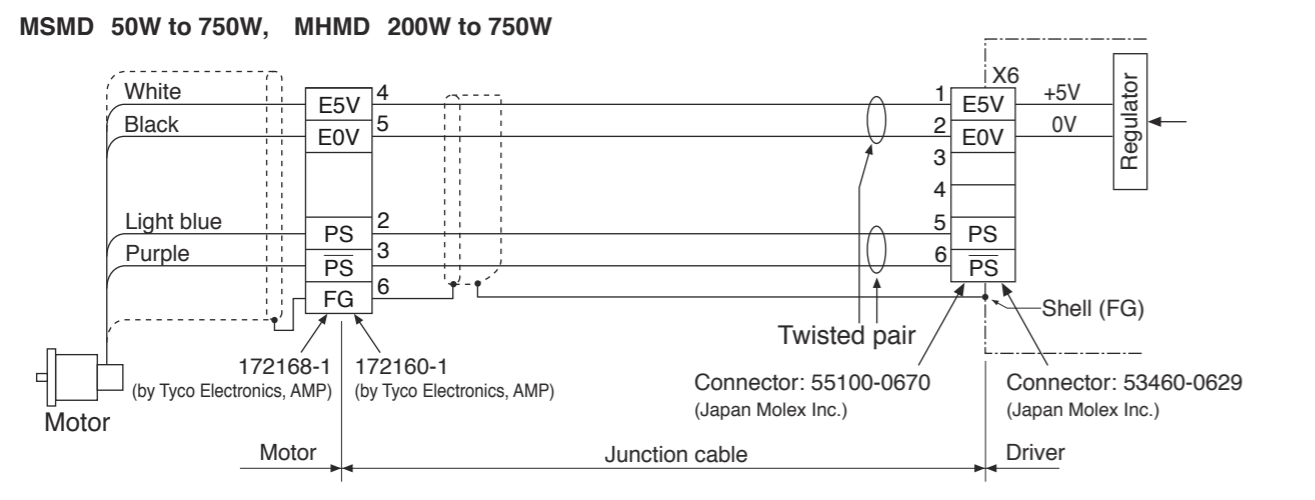 MSMD 50W to 750W, MHMD 200W to 750W
X6
White
E5V
4
1
E5V
+5V
Black
E0V
5
2
E0V
0V
Regulator
3
4
Light blue
PS
2
5
PS
Purple
P̅S̅
3
6
P̅S̅
FG
6
Shell (FG)
Twisted pair
172168-1
(by Tyco Electronics, AMP)
172160-1
(by Tyco Electronics, AMP)
Connector: 55100-0670
(Japan Molex Inc.)
Connector: 53460-0629
(Japan Molex Inc.)
Motor
Motor
Junction cable
Driver